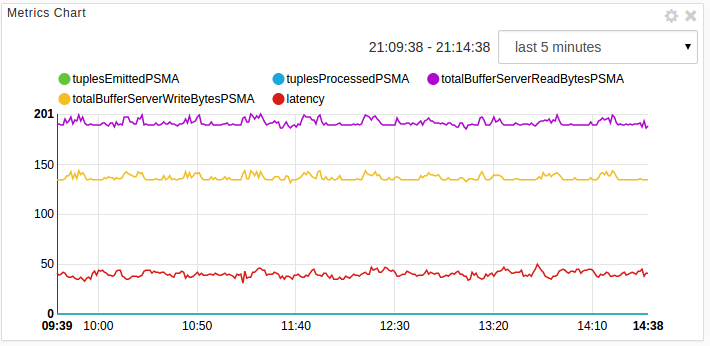 Metrics Chart
21:09:38 - 21:14:38 last 5 minutes
tuplesEmittedPSMA tuplesProcessedPSMA totalBufferServerReadBytesPSMA
totalBufferServerWriteBytesPSMA latency
201
150
100
50
0
09:39 10:00 10:50 11:40 12:30 13:20 14:10 14:38